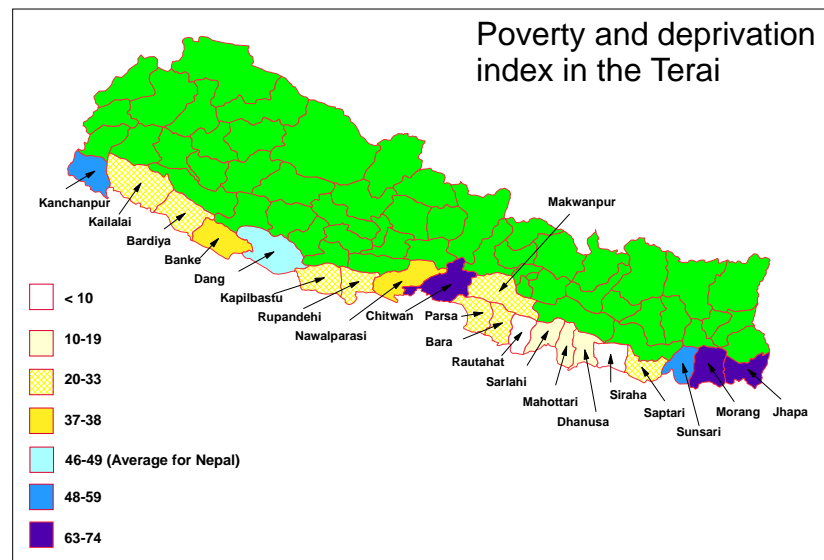 Poverty and deprivation
index in the Terai
Makwanpur
Kanchanpur
Kailalai
Bardiya
Banke
Dang
Kapilbastu
Rupandehi
Nawalparasi
Chitwan
Parsa
Bara
Rautahat
Sarlahi
Mahottari
Dhanusa
Siraha
Saptari
Sunsari
Morang
Jhapa
< 10
10-19
20-33
37-38
46-49 (Average for Nepal)
48-59
63-74